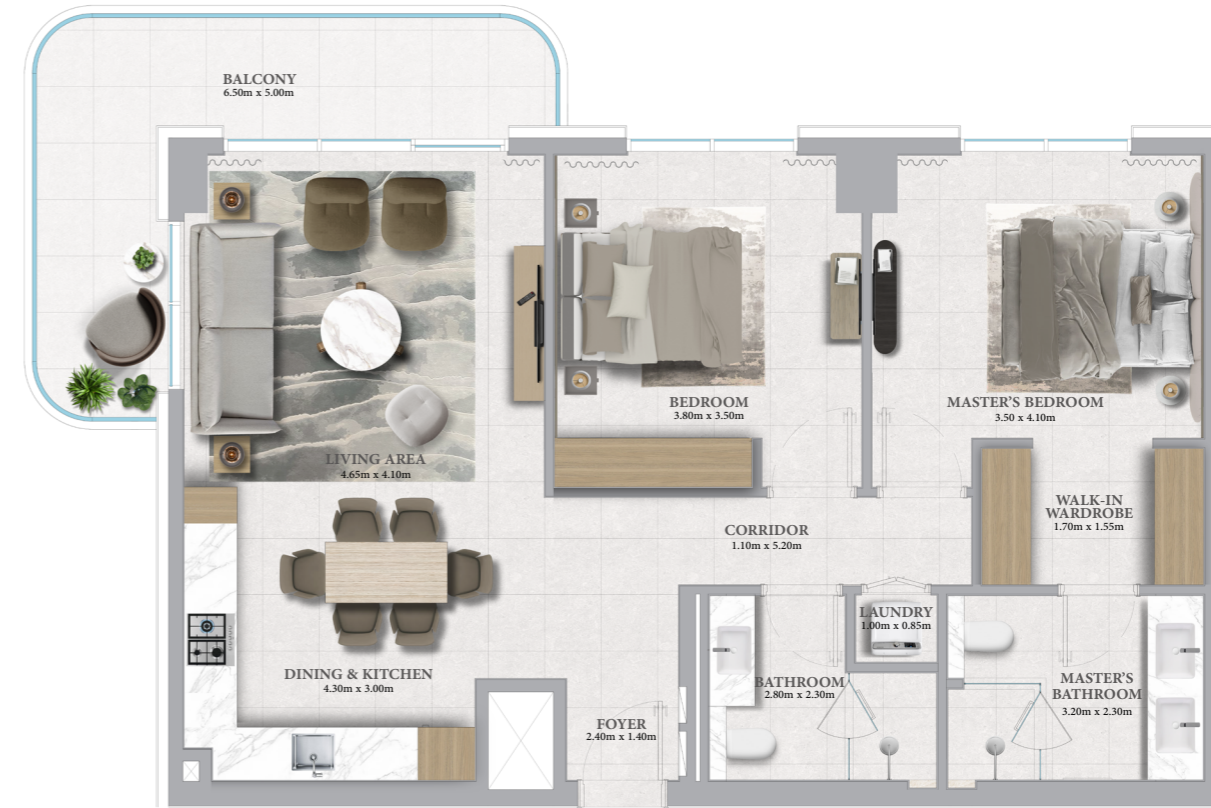 BALCONY
6.50m x 5.00m
BEDROOM
3.80m x 3.50m
MASTER'S BEDROOM
3.50 x 4.10m
LIVING AREA
4.65m x 4.10m
WALK-IN
WARDROBE
1.70m x 1.55m
CORRIDOR
1.10m x 5.20m
LAUNDRY
1.00m x 0.85m
DINING & KITCHEN
4.30m x 3.00m
BATHROOM
2.80m x 2.30m
MASTER'S
BATHROOM
3.20m x 2.30m
FOYER
2.40m x 1.40m